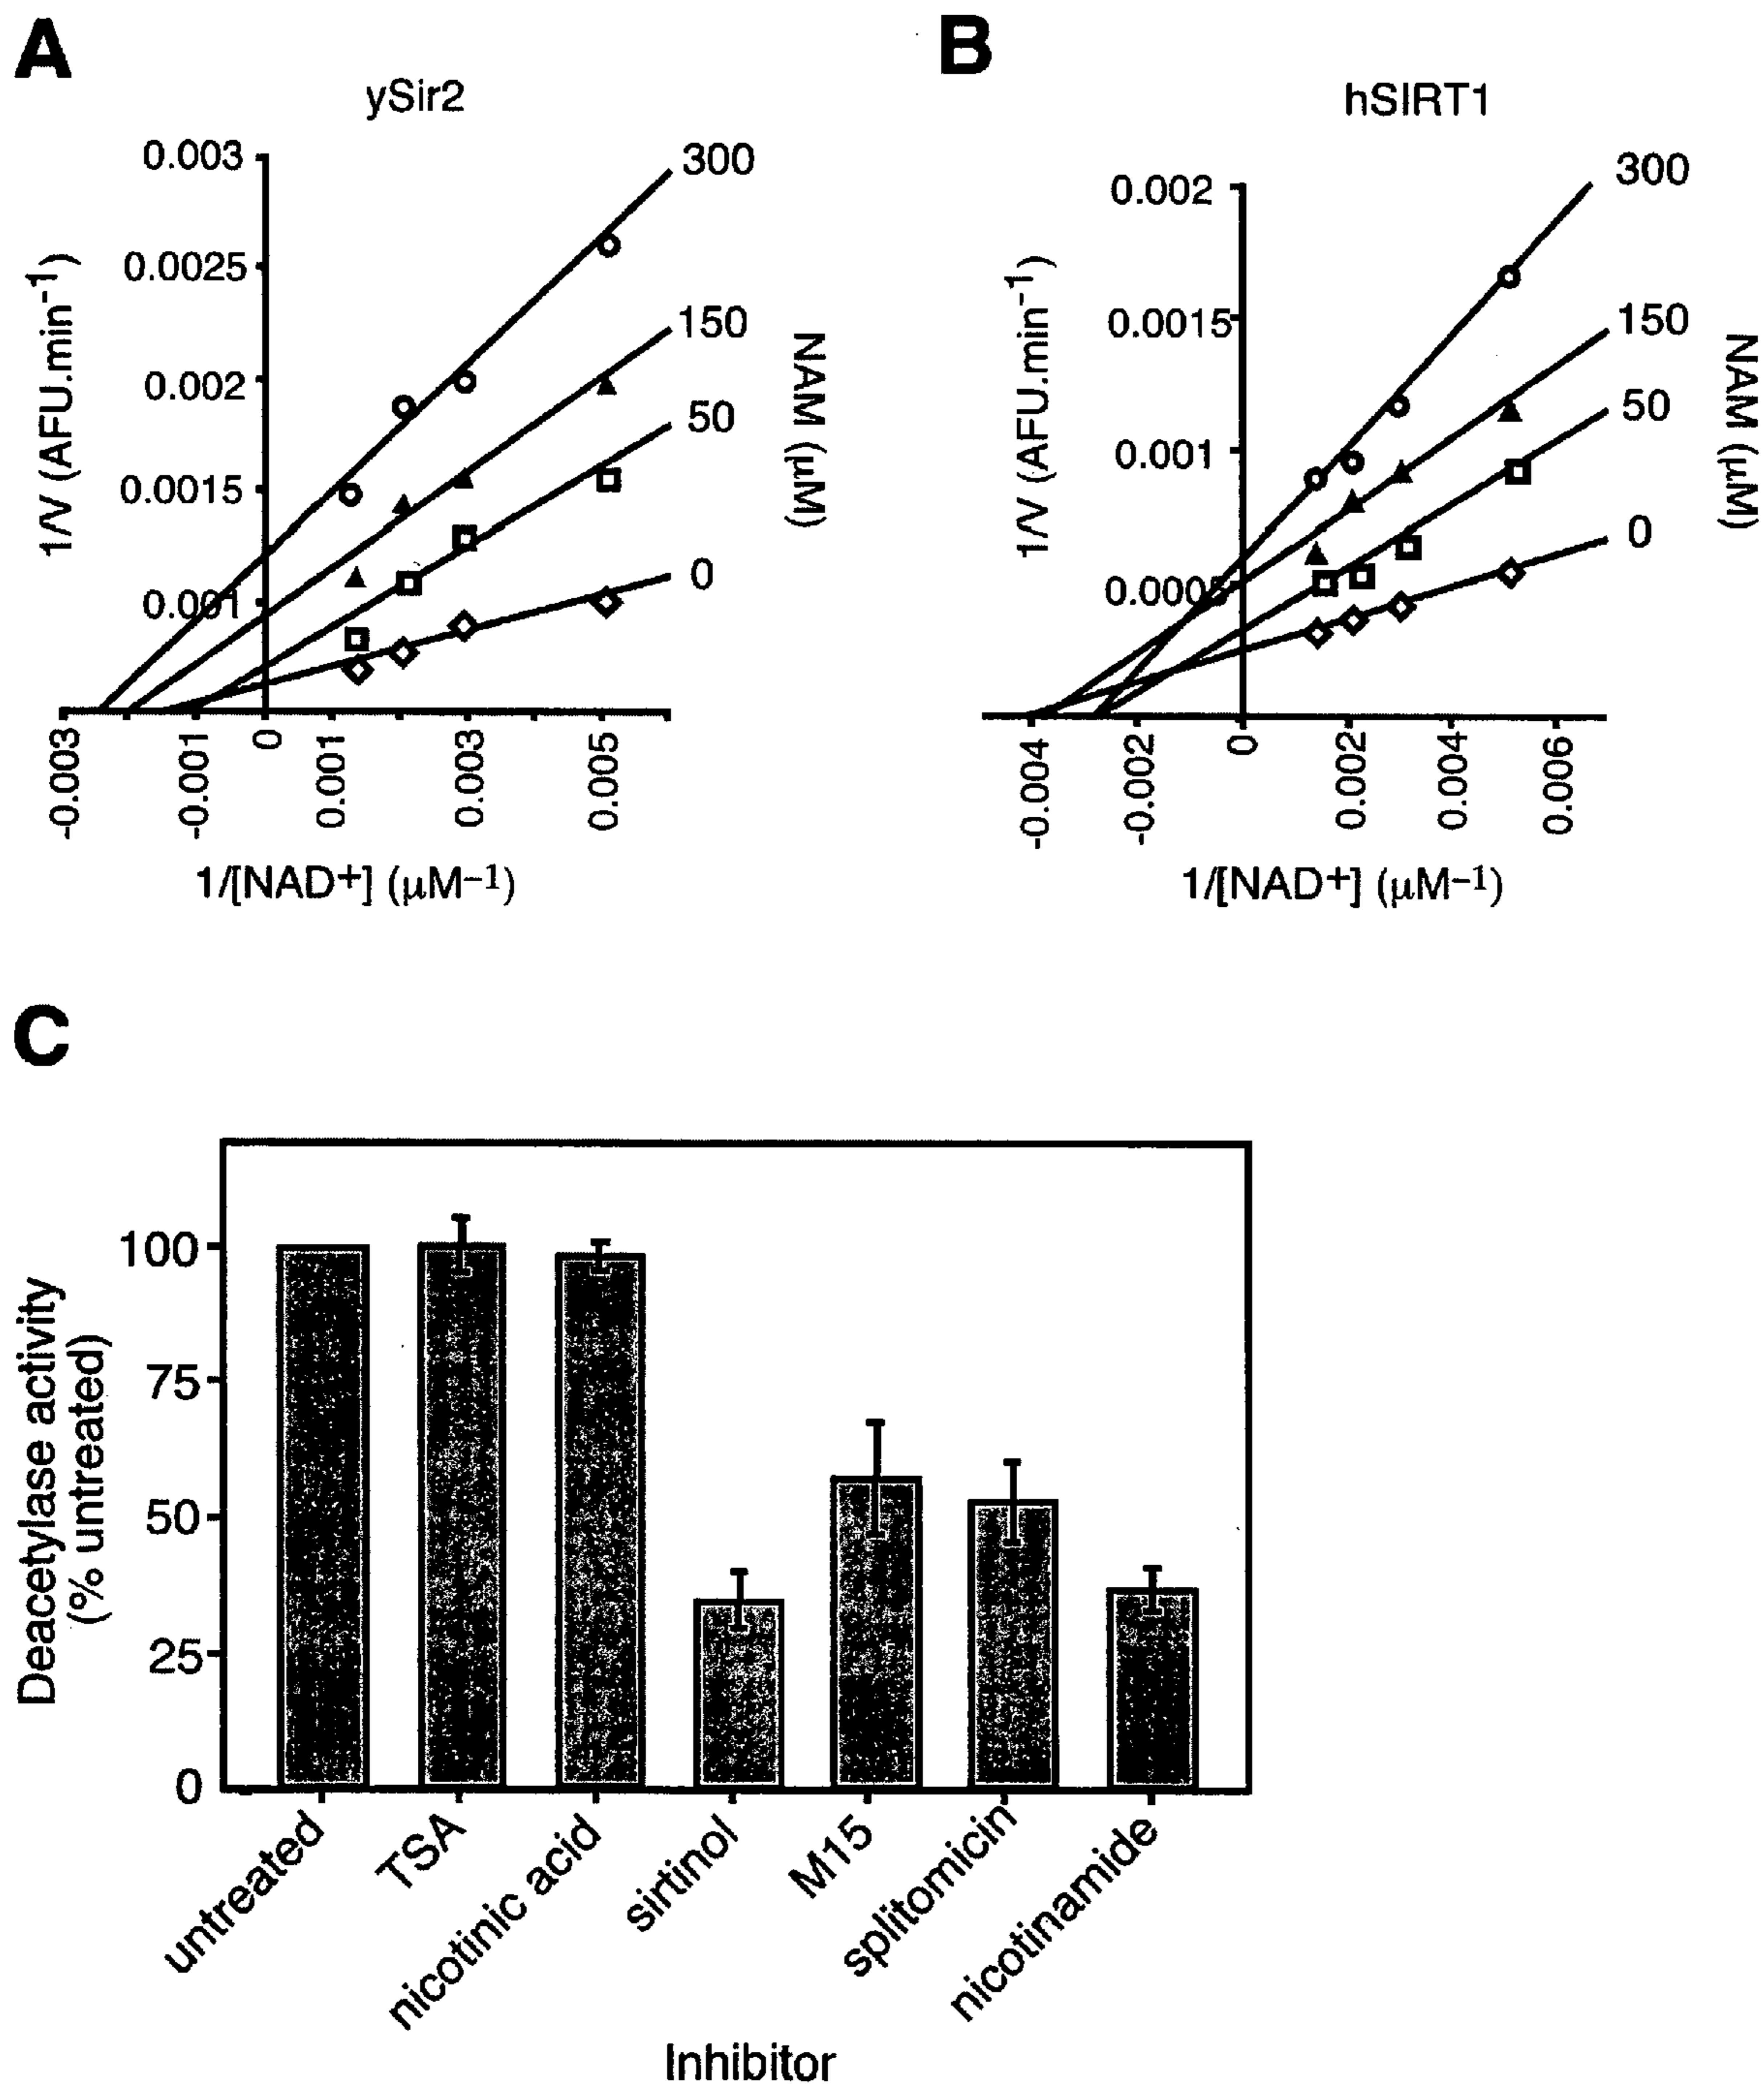 A
ySir2
0.003
0.0025
0.002
0.0015
0.001
1/V (AFU.min⁻¹)
300
150
50
0
NAM (µM)
-0.003
-0.001
0
0.001
0.003
0.005
1/[NAD+] (µM–1)
B
hSIRT1
0.002
0.0015
0.001
0.0005
1/V (AFU.min⁻¹)
300
150
50
0
NAM (µM)
-0.004
-0.002
0
0.002
0.004
0.006
1/[NAD+] (µM–1)
C
Deacetylase activity
(% untreated)
100
75
50
25
0
untreated
TSA
nicotinic acid
sirtinol
M15
splitomicin
nicotinamide
Inhibitor